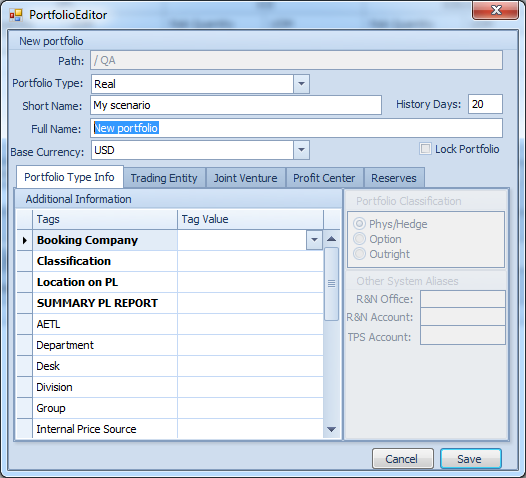 PortfolioEditor
New portfolio
Path: / QA
Portfolio Type: Real
Short Name: My scenario History Days: 20
Full Name: New portfolio
Base Currency: USD Lock Portfolio
Portfolio Type Info Trading Entity Joint Venture Profit Center Reserves
Additional Information
Tags Tag Value
Booking Company
Classification
Location on PL
SUMMARY PL REPORT
AETL
Department
Desk
Division
Group
Internal Price Source
Portfolio Classification
Phys/Hedge
Option
Outright
Other System Aliases
R&N Office:
R&N Account:
TPS Account:
Cancel Save